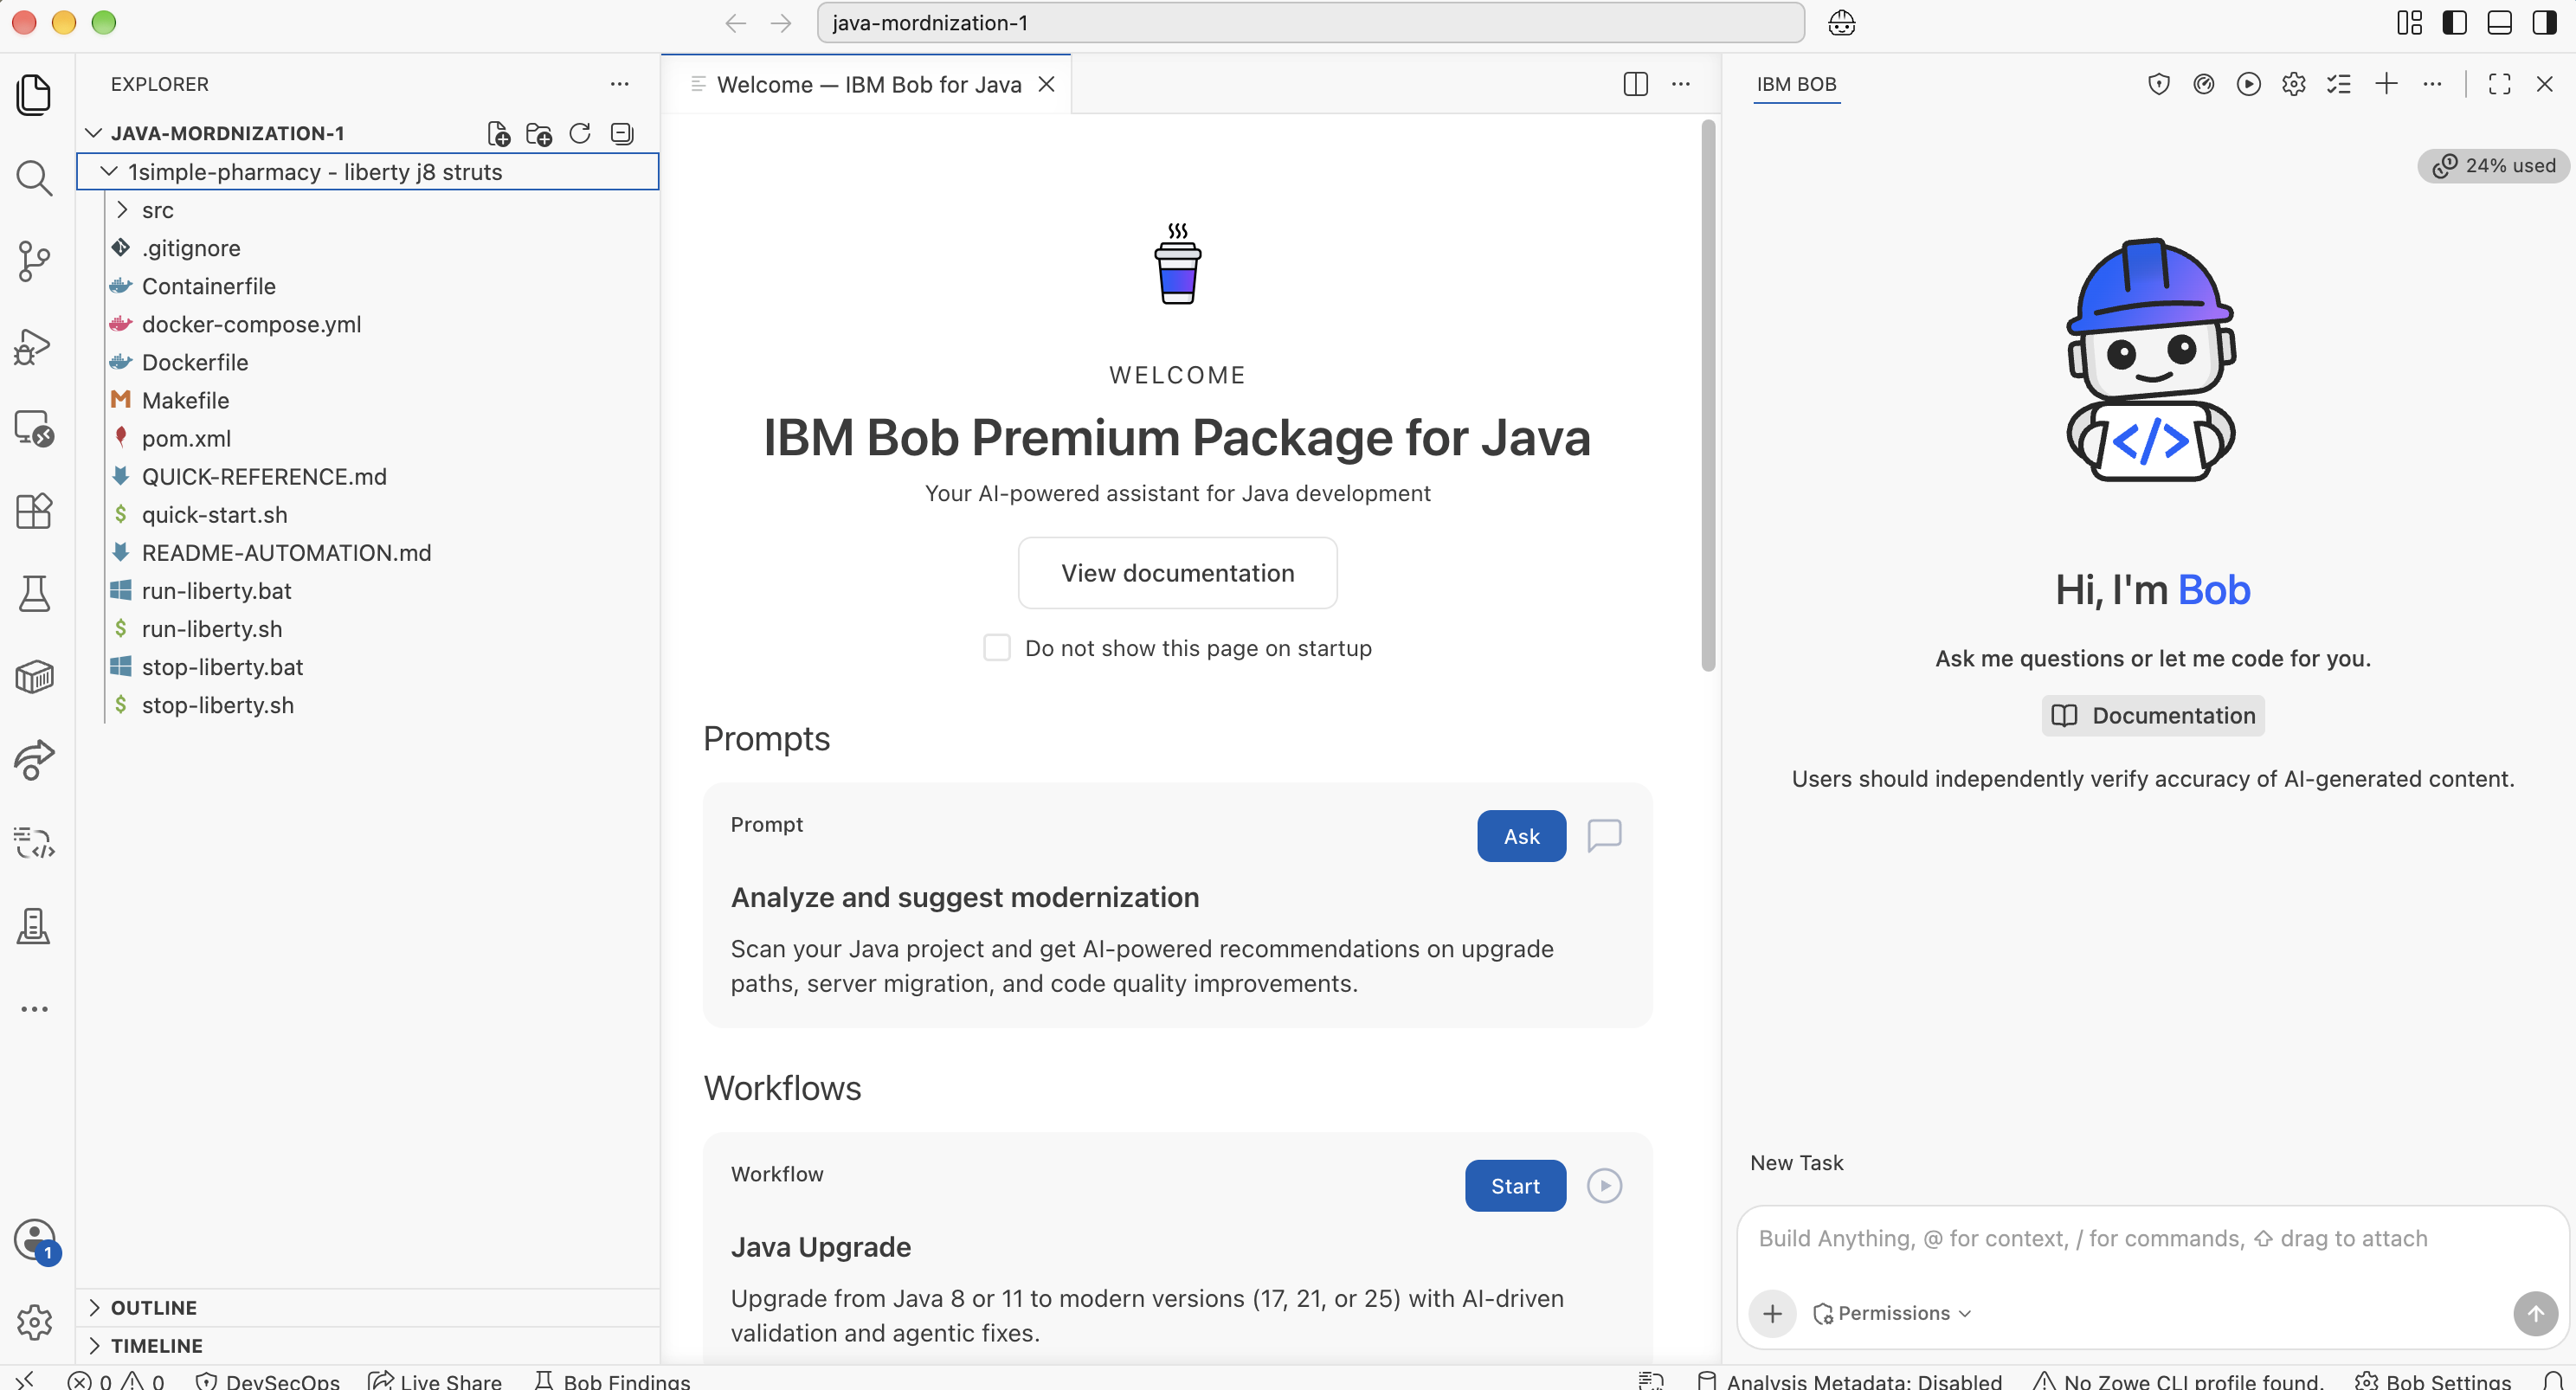 java-mordnization-1
EXPLORER
JAVA-MORDNIZATION-1
1simple-pharmacy - liberty j8 struts
src
.gitignore
Containerfile
docker-compose.yml
Dockerfile
Makefile
pom.xml
QUICK-REFERENCE.md
quick-start.sh
README-AUTOMATION.md
run-liberty.bat
run-liberty.sh
stop-liberty.bat
stop-liberty.sh
OUTLINE
TIMELINE
1
Welcome — IBM Bob for Java
WELCOME
IBM Bob Premium Package for Java
Your AI-powered assistant for Java development
View documentation
Do not show this page on startup
Prompts
Prompt
Ask
Analyze and suggest modernization
Scan your Java project and get AI-powered recommendations on upgrade
paths, server migration, and code quality improvements.
Workflows
Workflow
Start
Java Upgrade
Upgrade from Java 8 or 11 to modern versions (17, 21, or 25) with AI-driven
validation and agentic fixes.
IBM BOB
24% used
</>
Hi, I'm Bob
Ask me questions or let me code for you.
Documentation
Users should independently verify accuracy of AI-generated content.
New Task
Build Anything, @ for context, / for commands, drag to attach
Permissions
0 0 DevSecOps Live Share Bob Findings
Analysis Metadata: Disabled No Zowe CLI profile found. Bob Settings